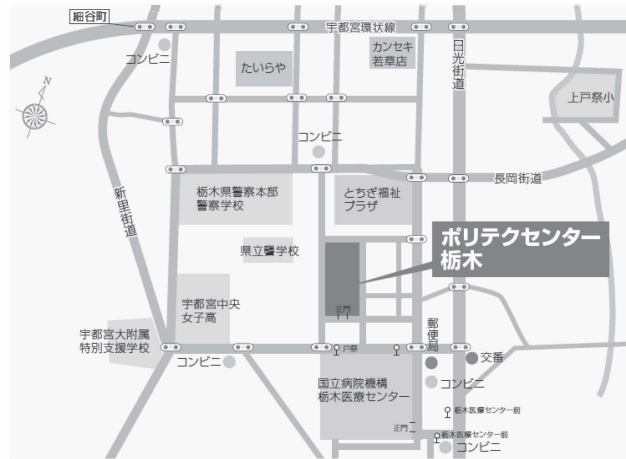 細谷町
宇都宮環状線
コンビニ
たいらや
カンセキ
若草店
日光街道
上戸祭小
N
コンビニ
長岡街道
新里街道
栃木県警察本部
警察学校
とちぎ福祉
プラザ
県立聾学校
ポリテクセンター
栃木
宇都宮中央
女子高
正門
郵便局
宇都宮大附属
特別支援学校
戸祭
交番
コンビニ
国立病院機構
栃木医療センター
コンビニ
栃木医療センター前
正門
栃木医療センター前
コンビニ